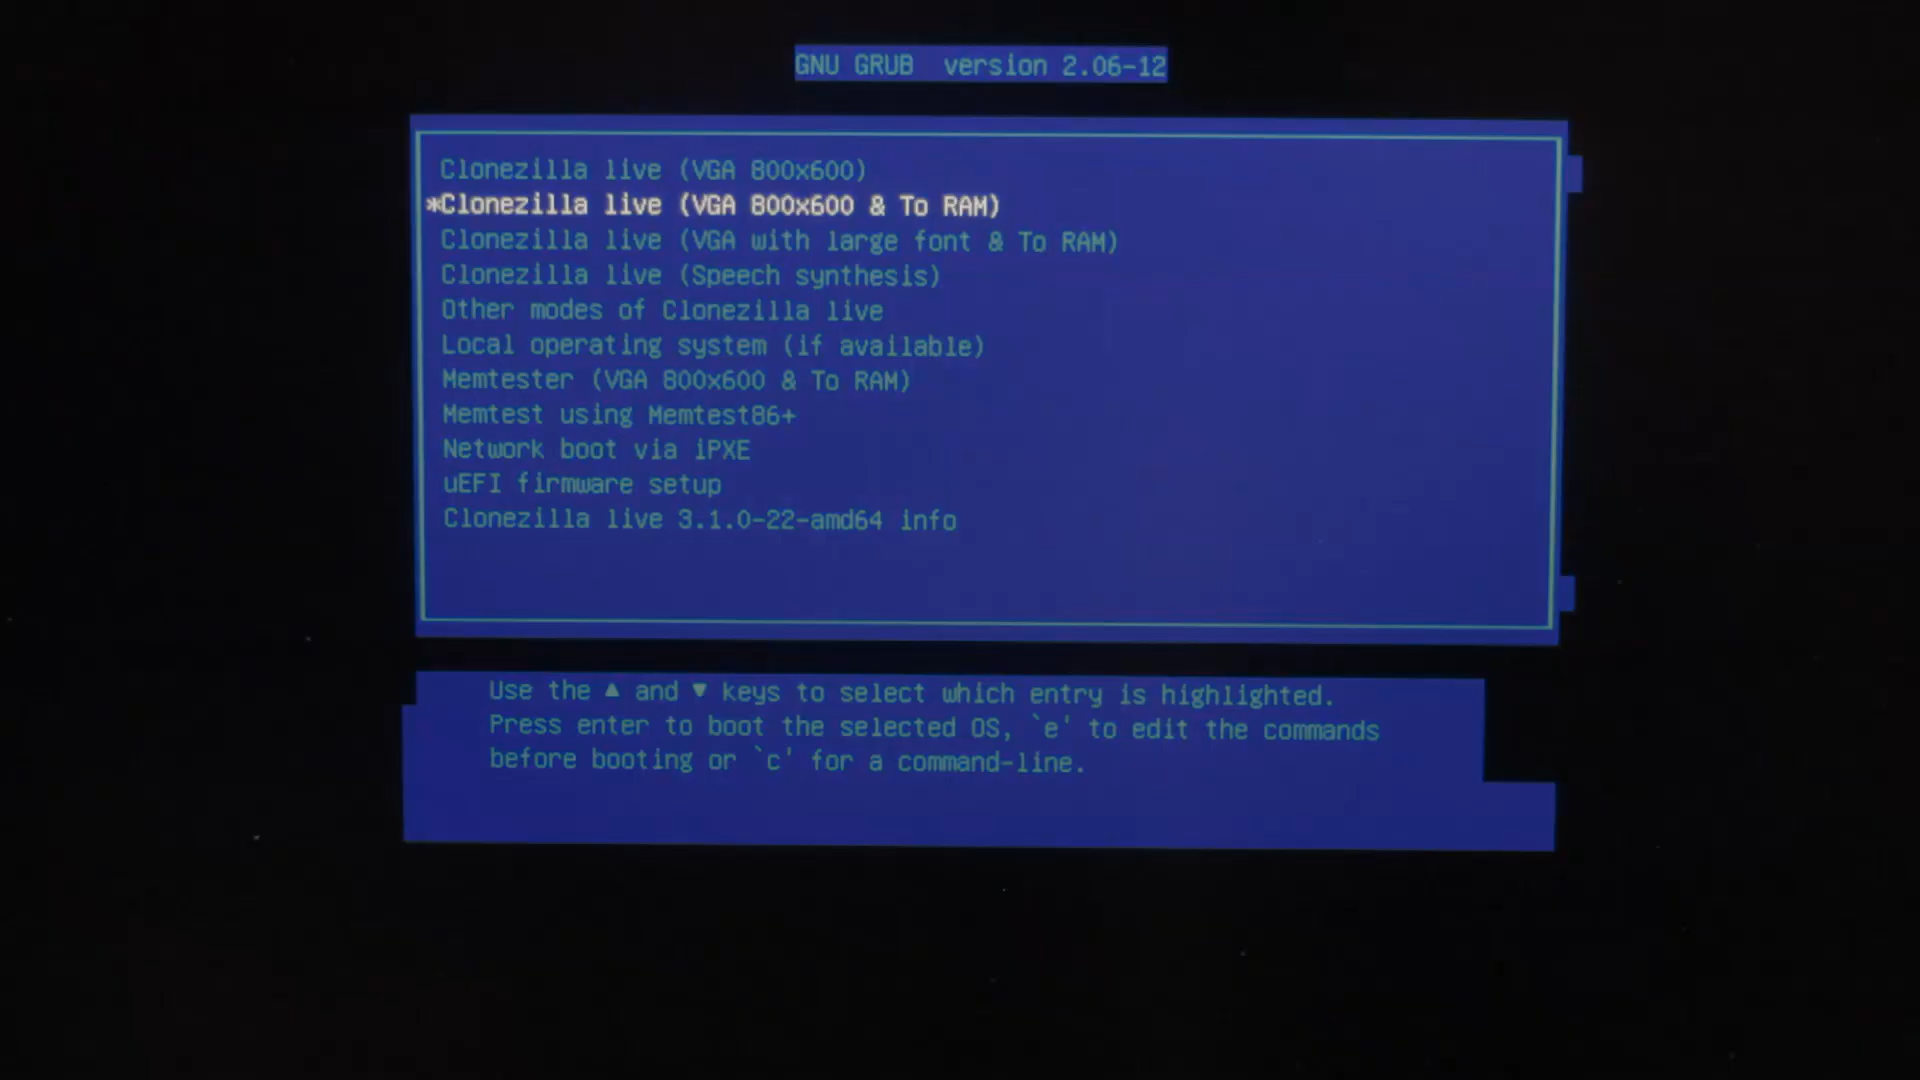 GNU GRUB  version 2.06-12
Clonezilla live (VGA 800x600)
*Clonezilla live (VGA 800x600 & To RAM)
Clonezilla live (VGA with large font & To RAM)
Clonezilla live (Speech synthesis)
Other modes of Clonezilla live
Local operating system (if available)
Memtester (VGA 800x600 & To RAM)
Memtest using Memtest86+
Network boot via iPXE
uEFI firmware setup
Clonezilla live 3.1.0-22-amd64 info
Use the ▲ and ▼ keys to select which entry is highlighted.
Press enter to boot the selected OS, `e' to edit the commands
before booting or `c' for a command-line.